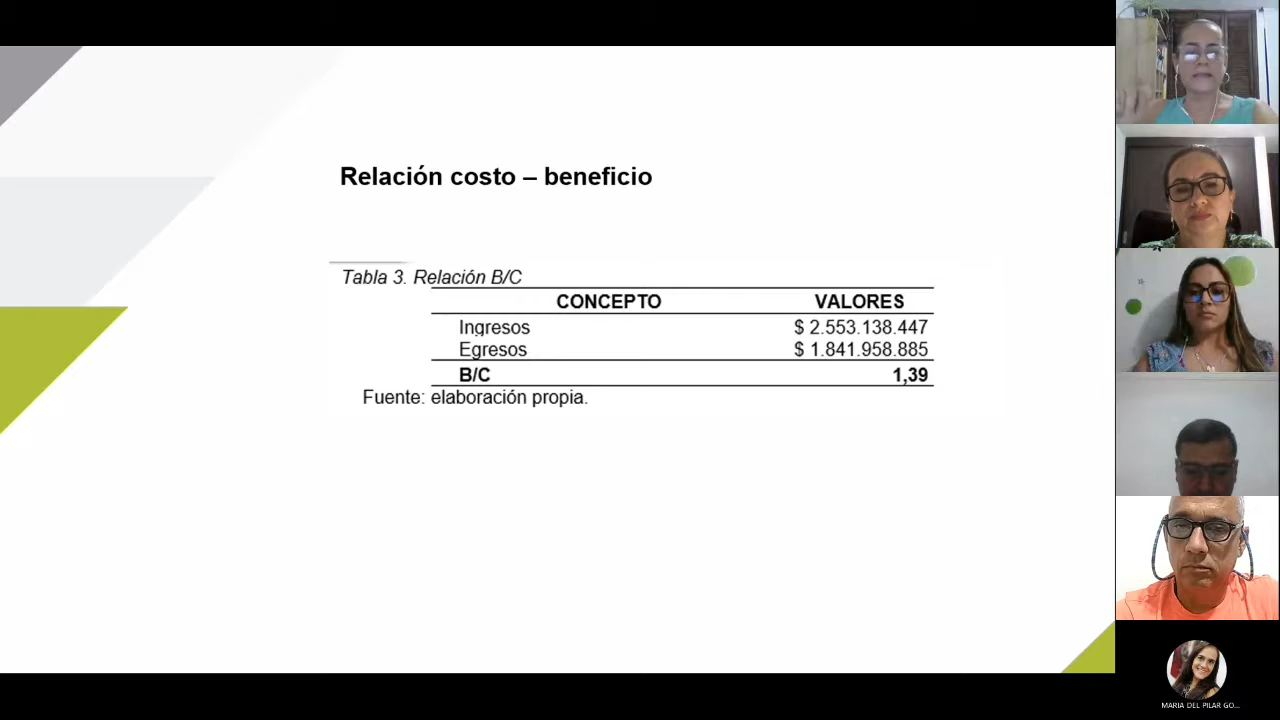 Relación costo – beneficio
Tabla 3. Relación B/C
CONCEPTO VALORES
Ingresos $ 2.553.138.447
Egresos $ 1.841.958.885
B/C 1,39
Fuente: elaboración propia.
MARIA DEL PILAR GO...